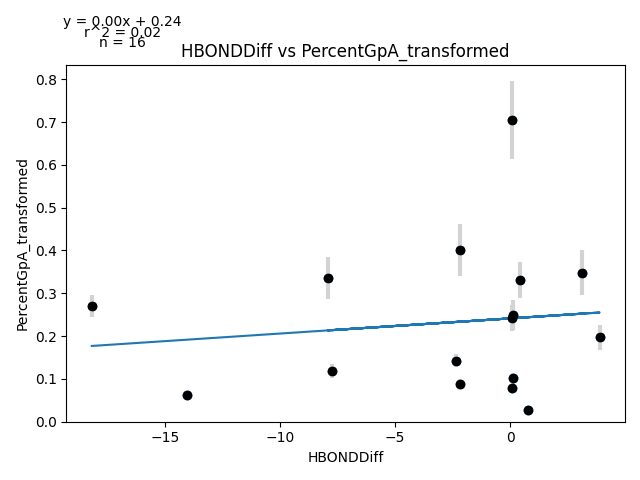 y = 0.00x + 0.24
r^2 = 0.02
n = 16
HBONDDiff vs PercentGpA_transformed
0.8
0.7
0.6
0.5
0.4
0.3
0.2
0.1
0.0
PercentGpA_transformed
−15
−10
−5
0
HBONDDiff